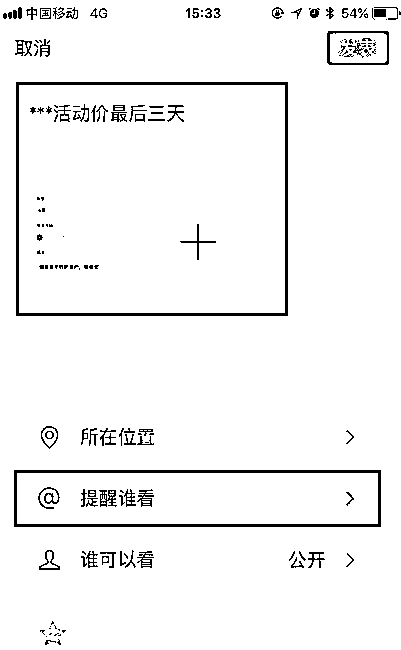 中国移动 4G 15:33 54%
取消 发表
***活动价最后三天
所在位置
@ 提醒谁看
谁可以看 公开